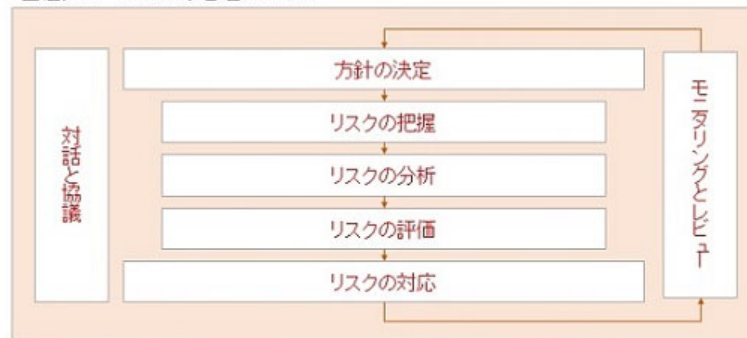 対話と協議
方針の決定
リスクの把握
リスクの分析
リスクの評価
リスクの対応
モニタリングとレビュー